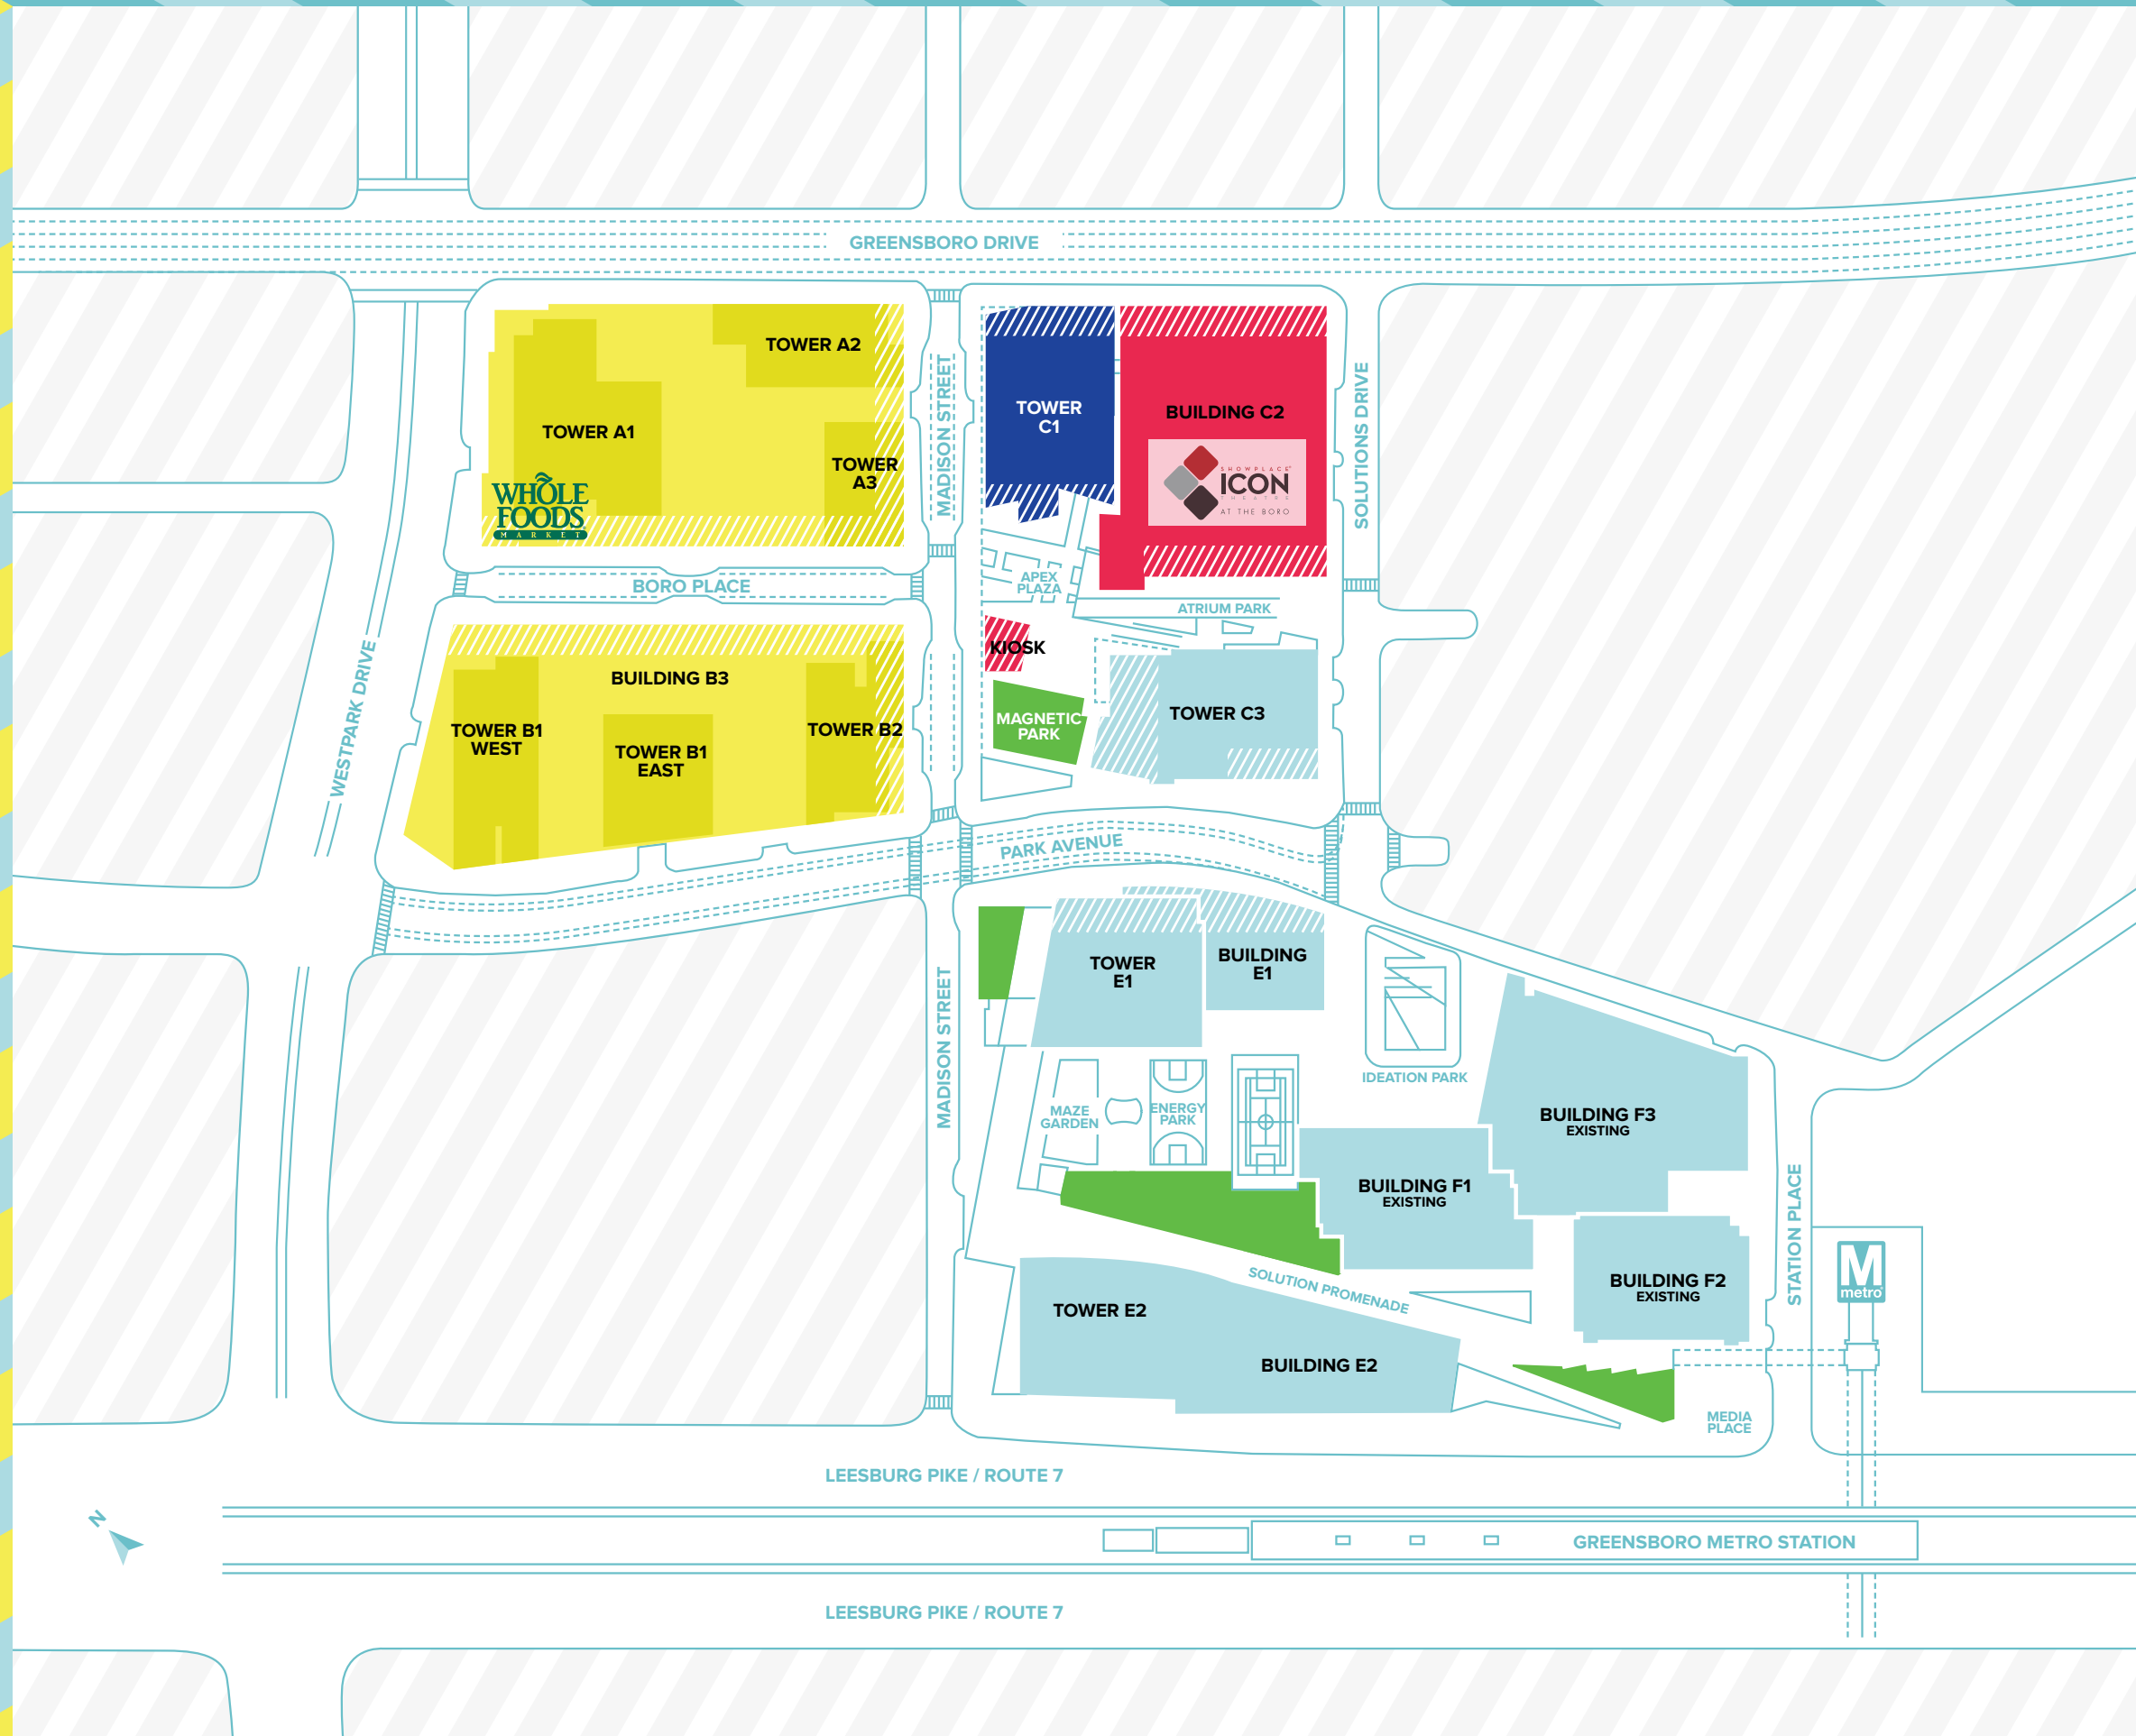 GREENSBORO DRIVE
TOWER A2
TOWER A1
TOWER
A3
WHOLE
FOODS
MARKET
MADISON STREET
TOWER
C1
BUILDING C2
SHOWPLACE
ICON
THEATRE
AT THE BORO
SOLUTIONS DRIVE
BORO PLACE
APEX
PLAZA
ATRIUM PARK
KIOSK
WESTPARK DRIVE
BUILDING B3
TOWER B1
WEST
TOWER B1
EAST
TOWER B2
MAGNETIC
PARK
TOWER C3
PARK AVENUE
TOWER
E1
BUILDING
E1
MADISON STREET
IDEATION PARK
MAZE
GARDEN
ENERGY
PARK
BUILDING F3
EXISTING
BUILDING F1
EXISTING
STATION PLACE
BUILDING F2
EXISTING
M
metro
SOLUTION PROMENADE
TOWER E2
BUILDING E2
MEDIA
PLACE
LEESBURG PIKE / ROUTE 7
N
GREENSBORO METRO STATION
LEESBURG PIKE / ROUTE 7